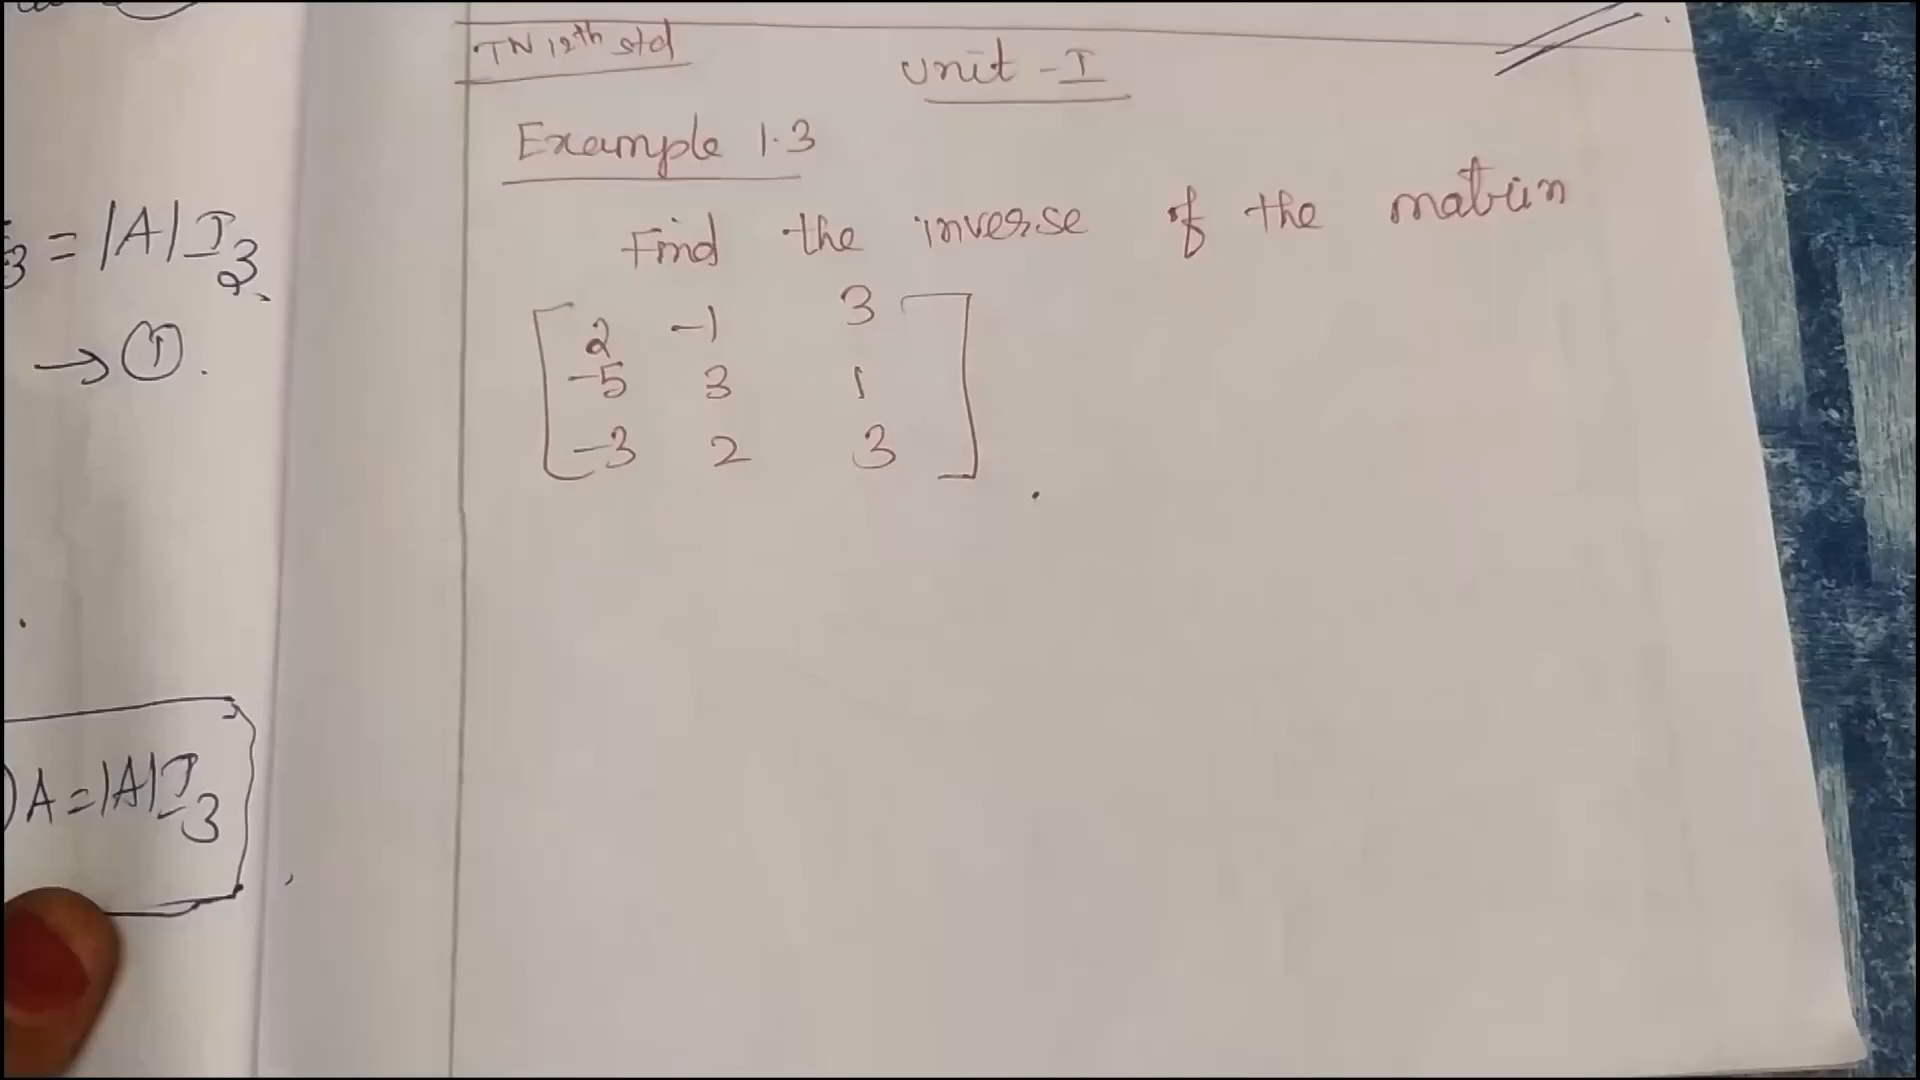 3 = |A| I3
→ ①.
)A = |A| I3
TN 12th std
Unit - I
Example 1.3
Find the inverse of the matrix
2 -1 3
-5 3 1
-3 2 3